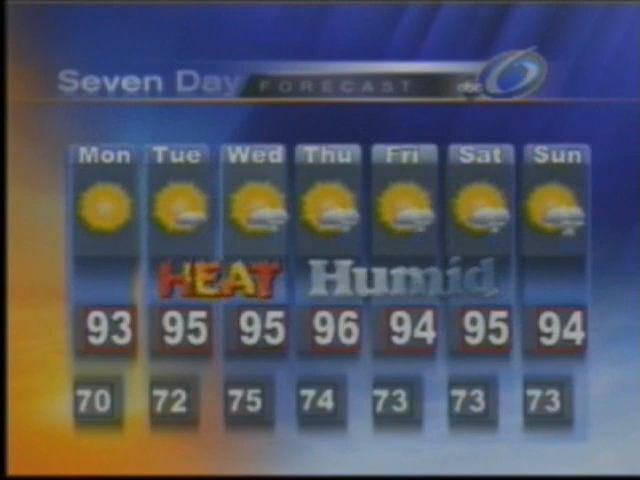 Seven Day FORECAST abc 6
Mon Tue Wed Thu Fri Sat Sun
HEAT Humid
93 95 95 96 94 95 94
70 72 75 74 73 73 73